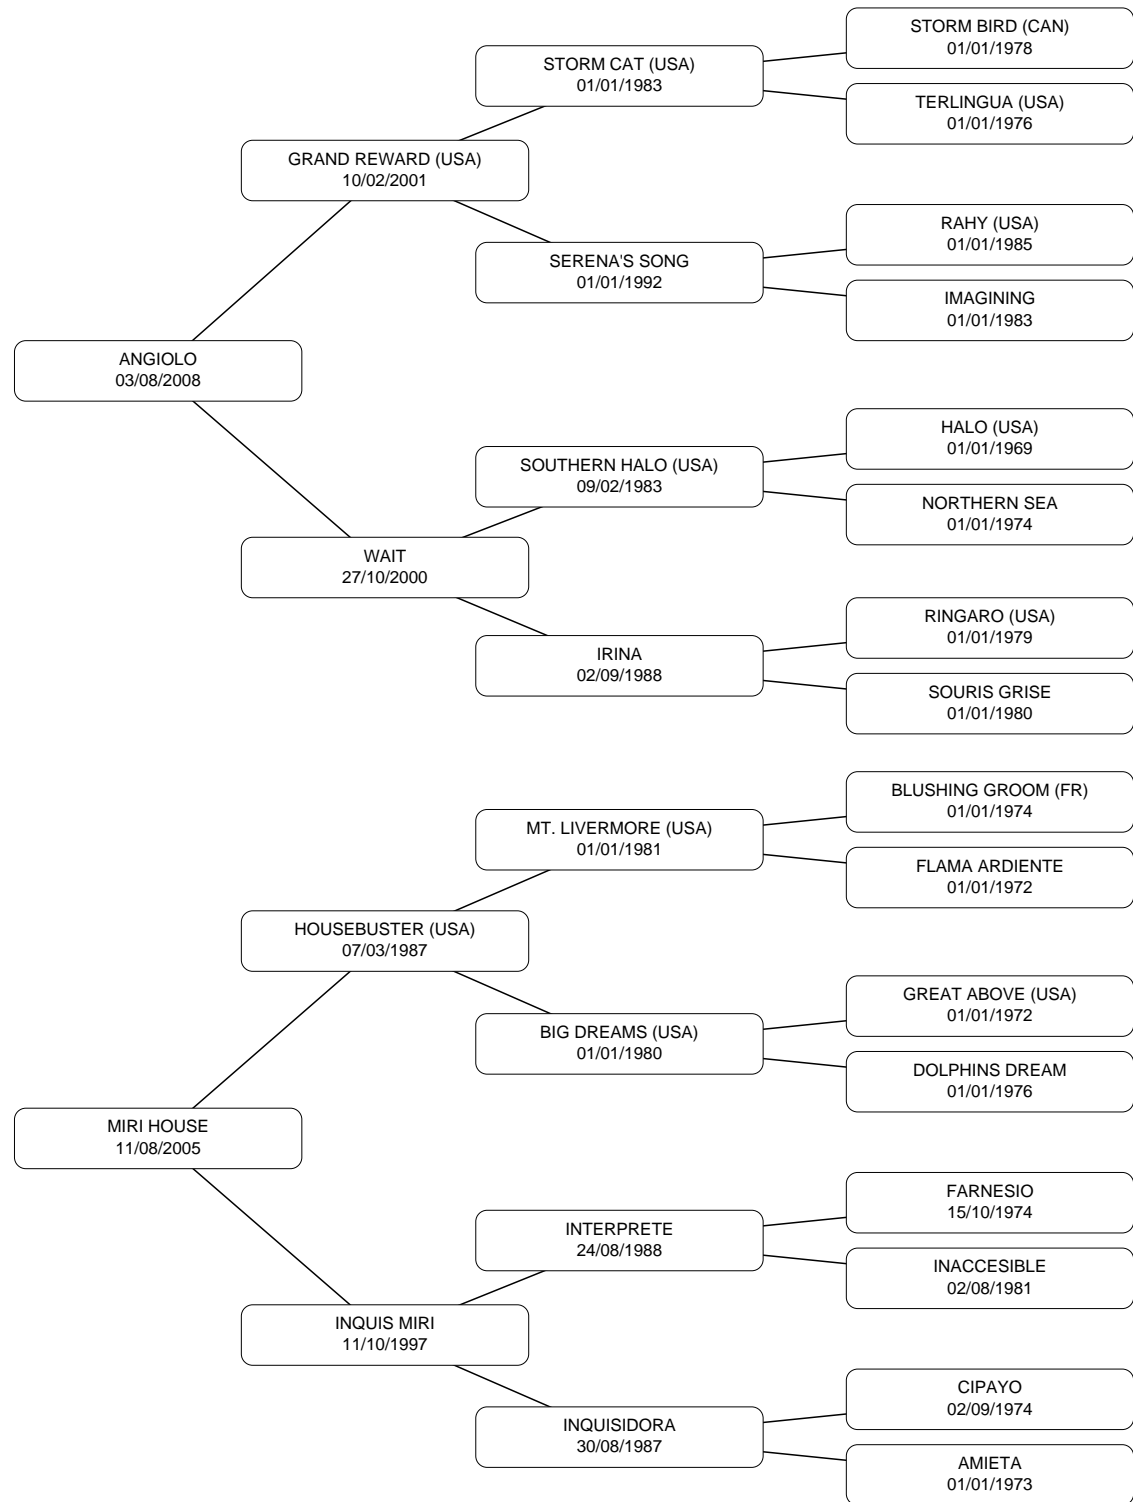 STORM BIRD (CAN)
01/01/1978
STORM CAT (USA)
01/01/1983
TERLINGUA (USA)
01/01/1976
GRAND REWARD (USA)
10/02/2001
RAHY (USA)
01/01/1985
SERENA'S SONG
01/01/1992
IMAGINING
01/01/1983
ANGIOLO
03/08/2008
HALO (USA)
01/01/1969
SOUTHERN HALO (USA)
09/02/1983
NORTHERN SEA
01/01/1974
WAIT
27/10/2000
RINGARO (USA)
01/01/1979
IRINA
02/09/1988
SOURIS GRISE
01/01/1980
BLUSHING GROOM (FR)
01/01/1974
MT. LIVERMORE (USA)
01/01/1981
FLAMA ARDIENTE
01/01/1972
HOUSEBUSTER (USA)
07/03/1987
GREAT ABOVE (USA)
01/01/1972
BIG DREAMS (USA)
01/01/1980
DOLPHINS DREAM
01/01/1976
MIRI HOUSE
11/08/2005
FARNESIO
15/10/1974
INTERPRETE
24/08/1988
INACCESIBLE
02/08/1981
INQUIS MIRI
11/10/1997
CIPAYO
02/09/1974
INQUISIDORA
30/08/1987
AMIETA
01/01/1973